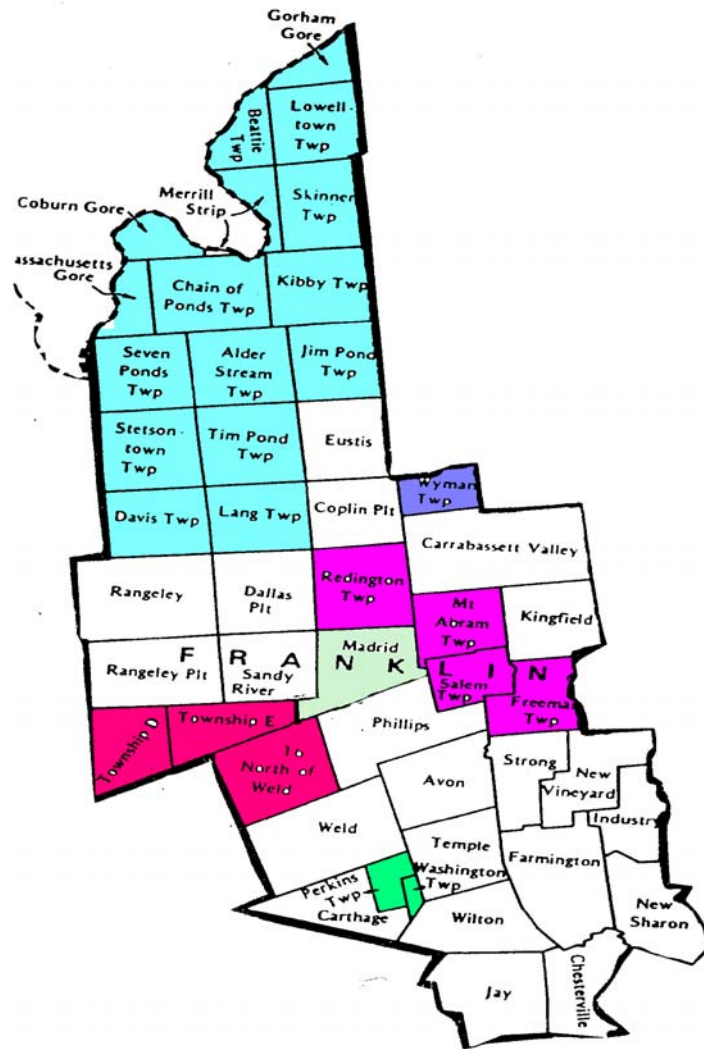 Gorham
Gore
Beattie
Twp
Lowell-
town
Twp
Merrill
Strip
Skinner
Twp
Coburn Gore
assachusetts
Gore
Chain of
Ponds Twp
Kibby Twp
Seven
Ponds
Twp
Alder
Stream
Twp
Jim Pond
Twp
Stetson-
town
Twp
Tim Pond
Twp
Eustis
Davis Twp
Lang Twp
Coplin Plt
Wyman
Twp
Carrabassett Valley
Rangeley
Dallas
Plt
Redington
Twp
Mt
Abram
Twp
Kingfield
FRANKLIN
Rangeley Plt
Sandy
River
Madrid
Salem
Twp
Freeman
Twp
Township D
Township E
To
North of
Weld
Phillips
Strong
New
Vineyard
Avon
Industry
Weld
Temple
Farmington
Perkins
Twp
Washington
Twp
Carthage
Wilton
New
Sharon
Jay
Chesterville